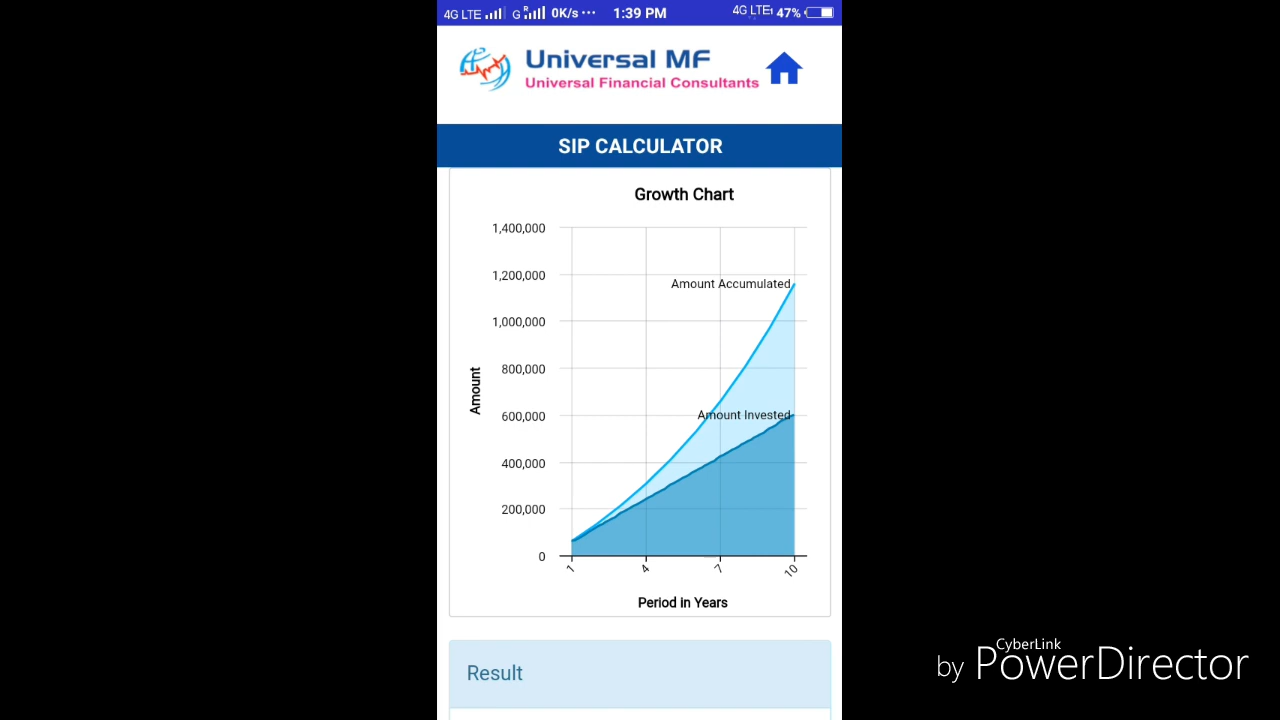 4G LTE G R 0K/s ··· 1:39 PM 4G LTE 47%
Universal MF
Universal Financial Consultants
SIP CALCULATOR
Growth Chart
1,400,000
1,200,000
Amount Accumulated
1,000,000
800,000
Amount
600,000
Amount Invested
400,000
200,000
0
1 4 7 10
Period in Years
Result
CyberLink
by PowerDirector